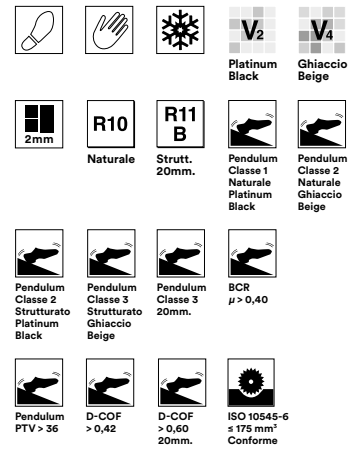 V2
V4
Platinum
Black
Ghiaccio
Beige
2mm
R10
R11
B
Naturale
Strutt.
20mm.
Pendulum
Classe 1
Naturale
Platinum
Black
Pendulum
Classe 2
Naturale
Ghiaccio
Beige
Pendulum
Classe 2
Strutturato
Platinum
Black
Pendulum
Classe 3
Strutturato
Ghiaccio
Beige
Pendulum
Classe 3
20mm.
BCR
μ > 0,40
Pendulum
PTV > 36
D-COF
> 0,42
D-COF
> 0,60
20mm.
ISO 10545-6
≤ 175 mm³
Conforme